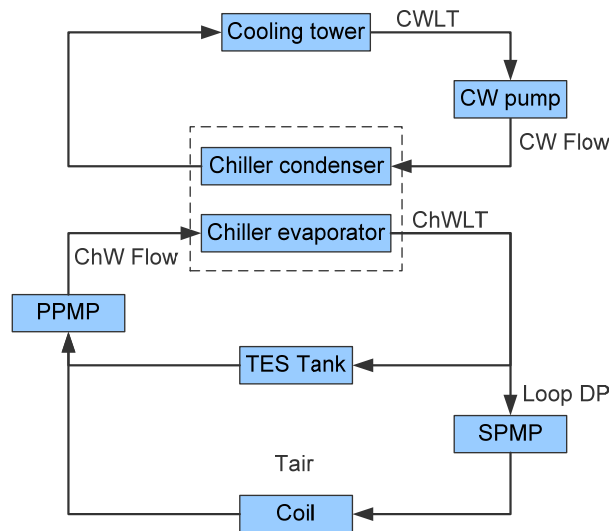 Cooling tower
CWLT
CW pump
CW Flow
Chiller condenser
Chiller evaporator
ChWLT
ChW Flow
PPMP
TES Tank
Loop DP
SPMP
Tair
Coil